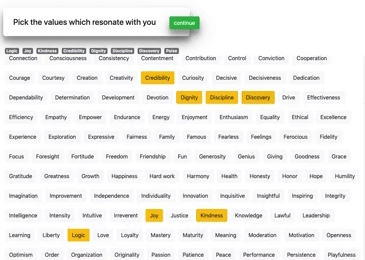 Pick the values which resonate with you
continue
Logic Joy Kindness Credibility Dignity Discipline Discovery Poise
Connection Consciousness Consistency Contentment Contribution Control Conviction Cooperation
Courage Courtesy Creation Creativity Credibility Curiosity Decisive Decisiveness Dedication
Dependability Determination Development Devotion Dignity Discipline Discovery Drive Effectiveness
Efficiency Empathy Empower Endurance Energy Enjoyment Enthusiasm Equality Ethical Excellence
Experience Exploration Expressive Fairness Family Famous Fearless Feelings Ferocious Fidelity
Focus Foresight Fortitude Freedom Friendship Fun Generosity Genius Giving Goodness Grace
Gratitude Greatness Growth Happiness Hard work Harmony Health Honesty Honor Hope Humility
Imagination Improvement Independence Individuality Innovation Inquisitive Insightful Inspiring Integrity
Intelligence Intensity Intuitive Irreverent Joy Justice Kindness Knowledge Lawful Leadership
Learning Liberty Logic Love Loyalty Mastery Maturity Meaning Moderation Motivation Openness
Optimism Order Organization Originality Passion Patience Peace Performance Persistence Playfulness